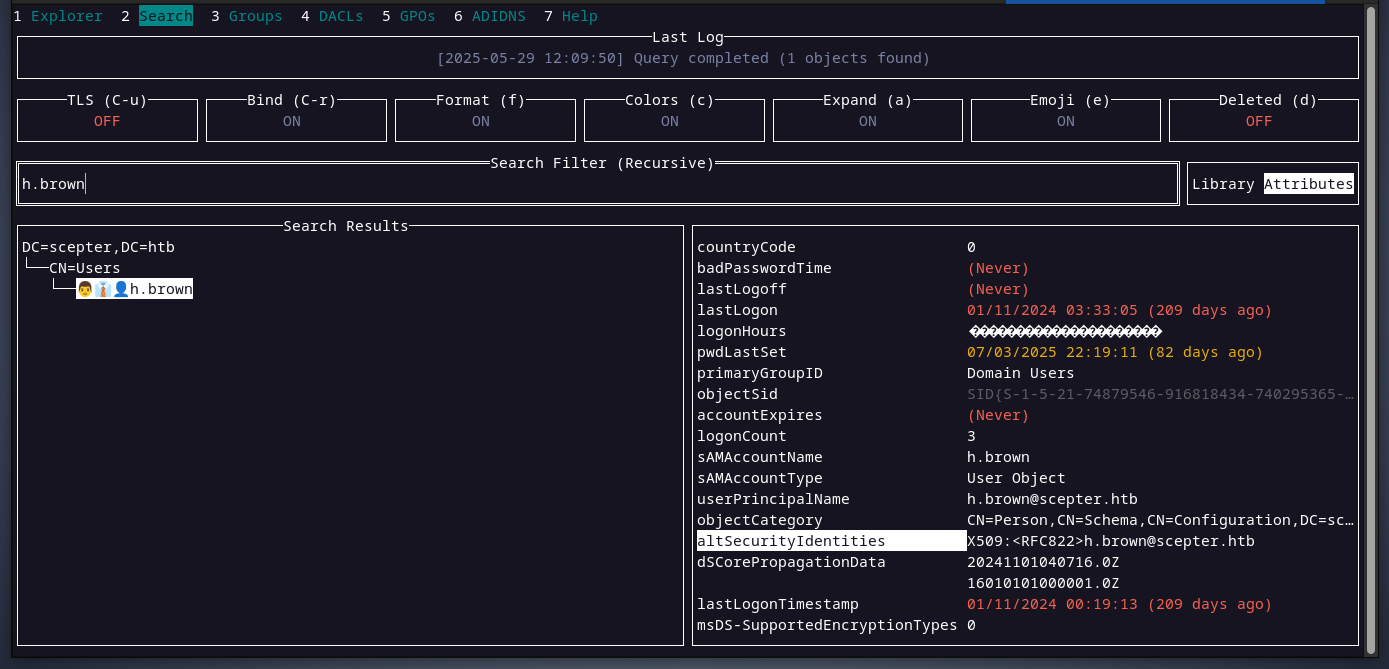 1 Explorer 2 Search 3 Groups 4 DACLs 5 GPOs 6 ADIDNS 7 Help
Last Log
[2025-05-29 12:09:50] Query completed (1 objects found)
TLS (C-u) Bind (C-r) Format (f) Colors (c) Expand (a) Emoji (e) Deleted (d)
OFF ON ON ON ON ON OFF
Search Filter (Recursive)
h.brown
Library Attributes
Search Results
DC=scepter,DC=htb
CN=Users
h.brown
countryCode 0
badPasswordTime (Never)
lastLogoff (Never)
lastLogon 01/11/2024 03:33:05 (209 days ago)
logonHours
pwdLastSet 07/03/2025 22:19:11 (82 days ago)
primaryGroupID Domain Users
objectSid SID{S-1-5-21-74879546-916818434-740295365-…
accountExpires (Never)
logonCount 3
sAMAccountName h.brown
sAMAccountType User Object
userPrincipalName h.brown@scepter.htb
objectCategory CN=Person,CN=Schema,CN=Configuration,DC=sc…
altSecurityIdentities X509:<RFC822>h.brown@scepter.htb
dSCorePropagationData 20241101040716.0Z
16010101000001.0Z
lastLogonTimestamp 01/11/2024 00:19:13 (209 days ago)
msDS-SupportedEncryptionTypes 0